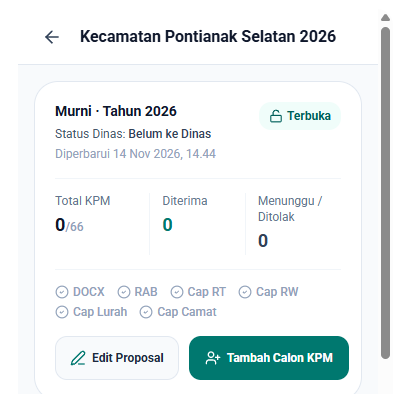 Kecamatan Pontianak Selatan 2026
Murni · Tahun 2026
Terbuka
Status Dinas: Belum ke Dinas
Diperbarui 14 Nov 2026, 14.44
Total KPM
Diterima
Menunggu /
Ditolak
0/66
0
0
DOCX RAB Cap RT Cap RW
Cap Lurah Cap Camat
Edit Proposal
Tambah Calon KPM